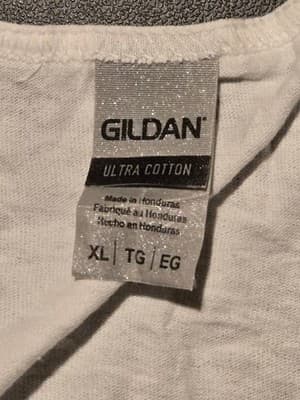 GILDAN
ULTRA COTTON
Made in Honduras
Fabriqué au Honduras
Hecho en Honduras
XL | TG | EG